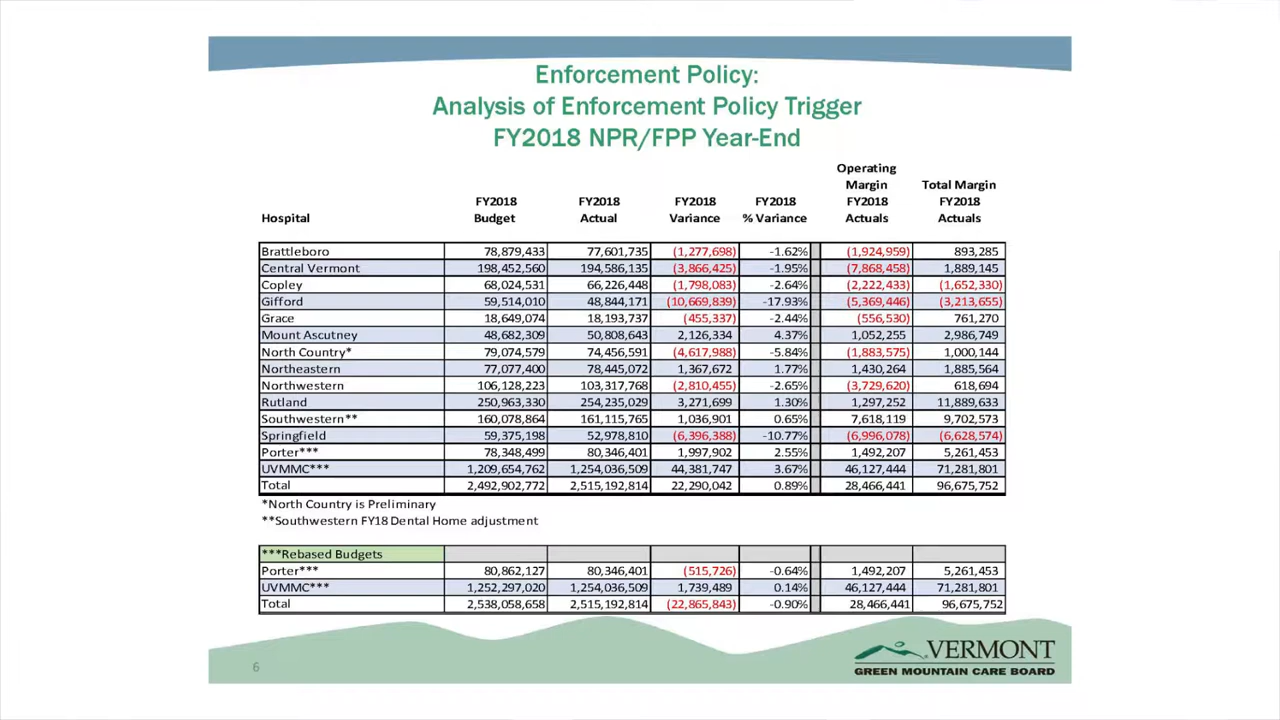 Enforcement Policy:
Analysis of Enforcement Policy Trigger
FY2018 NPR/FPP Year-End
Hospital FY2018 Budget FY2018 Actual FY2018 Variance FY2018 % Variance Operating Margin FY2018 Actuals Total Margin FY2018 Actuals
Brattleboro 78,879,433 77,601,735 (1,277,698) -1.62% (1,924,959) 893,285
Central Vermont 198,452,560 194,586,135 (3,866,425) -1.95% (7,868,458) 1,889,145
Copley 68,024,531 66,226,448 (1,798,083) -2.64% (2,222,433) (1,652,330)
Gifford 59,514,010 48,844,171 (10,669,839) -17.93% (5,369,446) (3,213,655)
Grace 18,649,074 18,193,737 (455,337) -2.44% (556,530) 761,270
Mount Ascutney 48,682,309 50,808,643 2,126,334 4.37% 1,052,255 2,986,749
North Country* 79,074,579 74,456,591 (4,617,988) -5.84% (1,883,575) 1,000,144
Northeastern 77,077,400 78,445,072 1,367,672 1.77% 1,430,264 1,885,564
Northwestern 106,128,223 103,317,768 (2,810,455) -2.65% (3,729,620) 618,694
Rutland 250,963,330 254,235,029 3,271,699 1.30% 1,297,252 11,889,633
Southwestern** 160,078,864 161,115,765 1,036,901 0.65% 7,618,119 9,702,573
Springfield 59,375,198 52,978,810 (6,396,388) -10.77% (6,996,078) (6,628,574)
Porter*** 78,348,499 80,346,401 1,997,902 2.55% 1,492,207 5,261,453
UVMMC*** 1,209,654,762 1,254,036,509 44,381,747 3.67% 46,127,444 71,281,801
Total 2,492,902,772 2,515,192,814 22,290,042 0.89% 28,466,441 96,675,752
*North Country is Preliminary
**Southwestern FY18 Dental Home adjustment
***Rebased Budgets
Porter*** 80,862,127 80,346,401 (515,726) -0.64% 1,492,207 5,261,453
UVMMC*** 1,252,297,020 1,254,036,509 1,739,489 0.14% 46,127,444 71,281,801
Total 2,538,058,658 2,515,192,814 (22,865,843) -0.90% 28,466,441 96,675,752
6
VERMONT
GREEN MOUNTAIN CARE BOARD